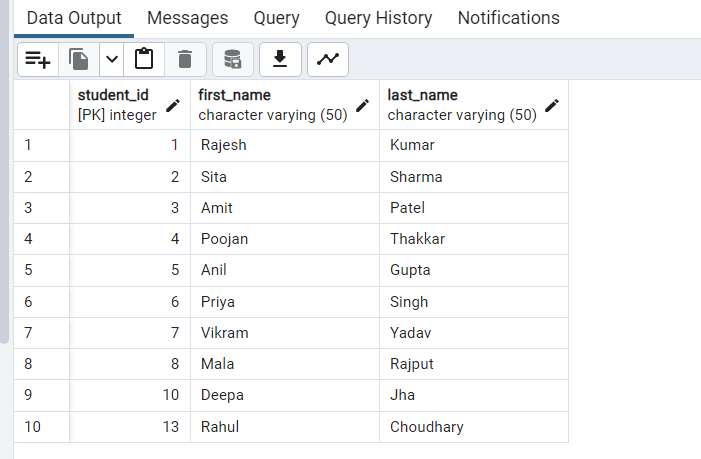 Data Output Messages Query Query History Notifications
student_id first_name last_name
[PK] integer character varying (50) character varying (50)
1 1 Rajesh Kumar
2 2 Sita Sharma
3 3 Amit Patel
4 4 Poojan Thakkar
5 5 Anil Gupta
6 6 Priya Singh
7 7 Vikram Yadav
8 8 Mala Rajput
9 10 Deepa Jha
10 13 Rahul Choudhary